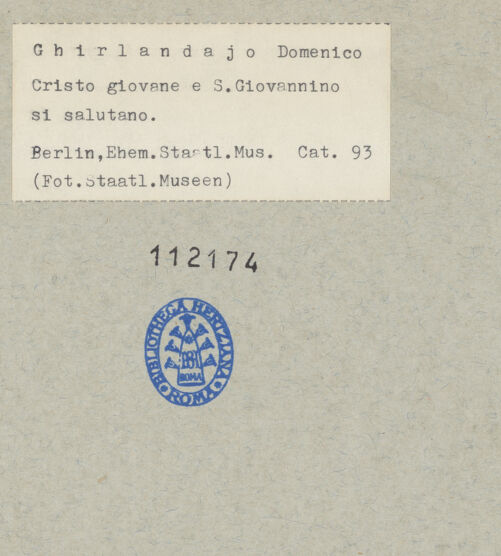 G h i r l a n d a j o Domenico
Cristo giovane e S.Giovannino
si salutano.
Berlin,Ehem.Staatl.Mus. Cat. 93
(Fot.Staatl.Museen)
112174
BIBLIOTHECA HERTZIANA
ROMA
BH
ROMA